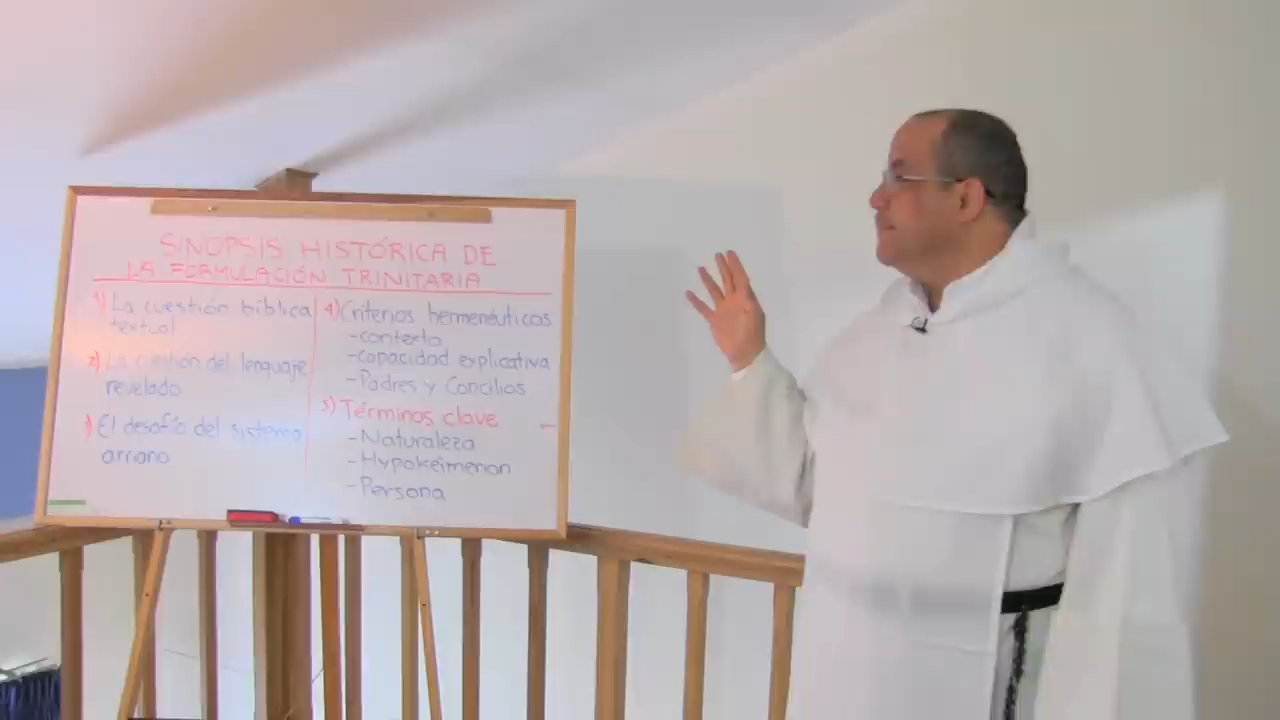 SINOPSIS HISTÓRICA DE
LA FORMULACIÓN TRINITARIA
1) La cuestión bíblica
textual
2) La cuestión del lenguaje
revelado
3) El desafío del sistema
arriano
4) Criterios hermenéuticos
-contexto
-capacidad explicativa
-Padres y Concilios
5) Términos clave
-Naturaleza
-Hypokeimenon
-Persona